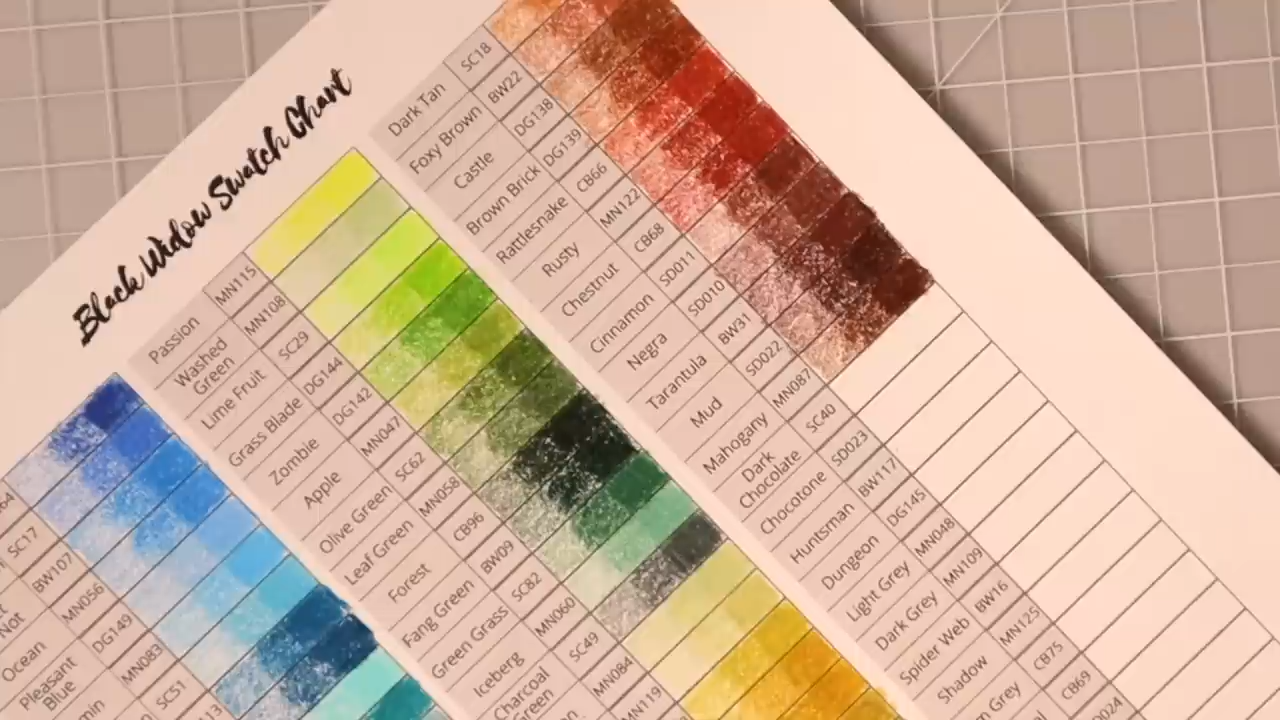 Black Widow Swatch Chart
SC17
BW107
Not
MN056
Ocean
DG149
Pleasant
Blue
MN083
SC51
Passion MN115
Washed
Green
MN108
Lime Fruit SC29
Grass Blade DG144
Zombie DG142
Apple MN047
Olive Green SC62
Leaf Green MN058
Forest CB96
Fang Green BW09
Green Grass SC82
Iceberg MN060
Charcoal
Green
SC49
MN084
MN119
Dark Tan SC18
Foxy Brown BW22
Castle DG138
Brown Brick DG139
Rattlesnake CB66
Rusty MN122
Chestnut CB68
Cinnamon SD011
Negra SD010
Tarantula BW31
Mud SD022
Mahogany MN087
Dark
Chocolate
SC40
Chocotone SD023
Huntsman BW117
Dungeon DG145
Light Grey MN048
Dark Grey MN109
Spider Web BW16
Shadow MN125
Grey CB75
CB69